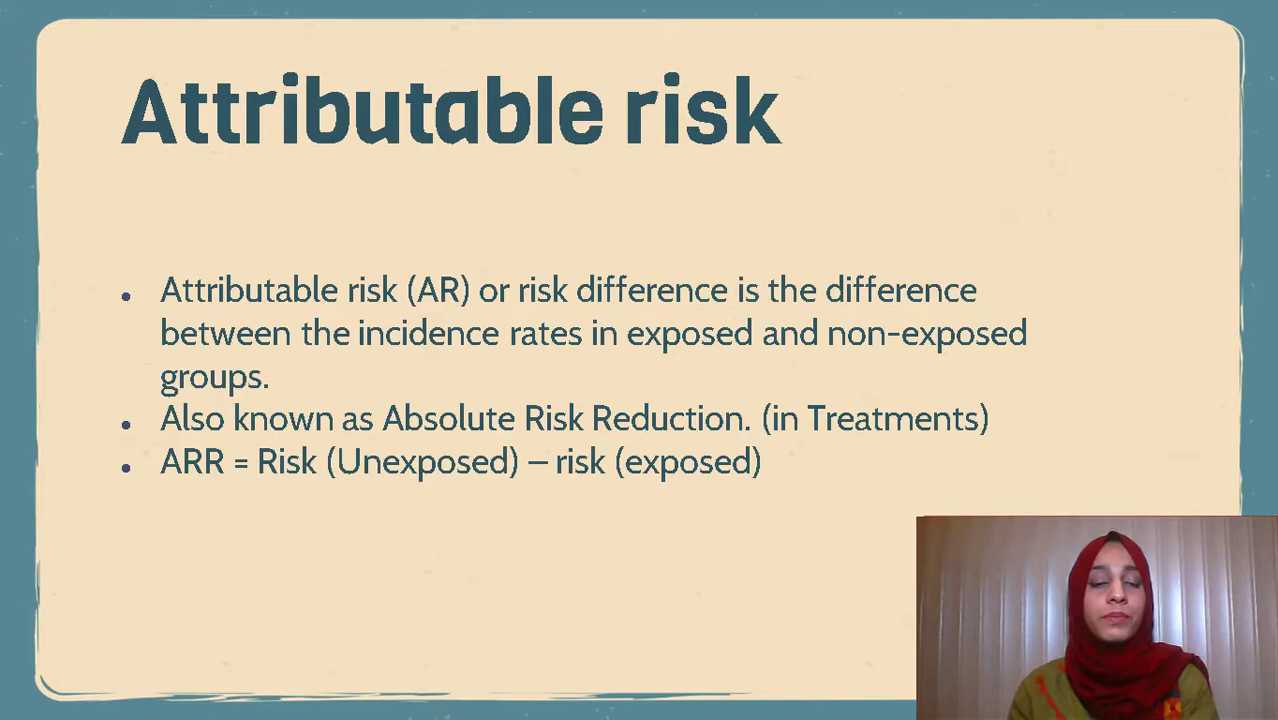 Attributable risk
• Attributable risk (AR) or risk difference is the difference
between the incidence rates in exposed and non-exposed
groups.
• Also known as Absolute Risk Reduction. (in Treatments)
• ARR = Risk (Unexposed) – risk (exposed)